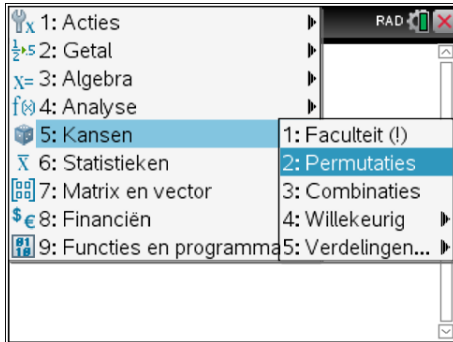 1: Acties
RAD
2: Getal
3: Algebra
4: Analyse
5: Kansen
1: Faculteit (!)
6: Statistieken
2: Permutaties
7: Matrix en vector
3: Combinaties
8: Financiën
4: Willekeurig
9: Functies en programma
5: Verdelingen...